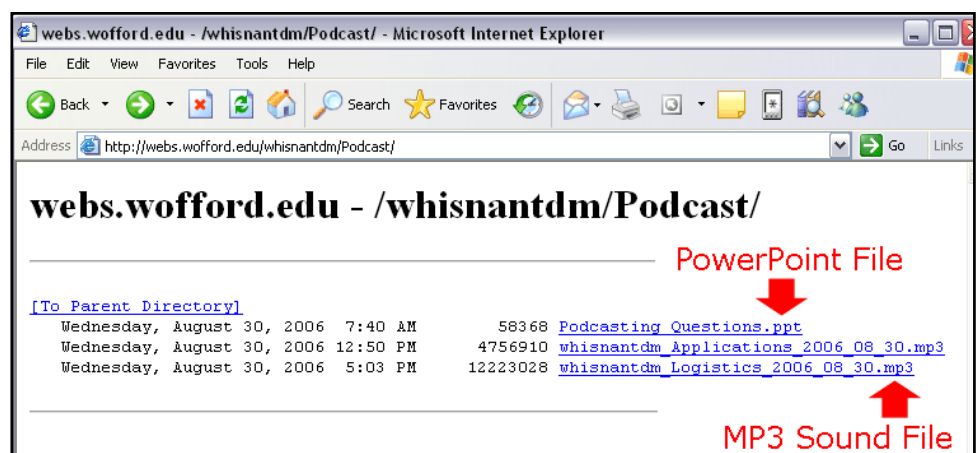 webs.wofford.edu - /whisnantdm/Podcast/ - Microsoft Internet Explorer
File Edit View Favorites Tools Help
Back Search Favorites
Address http://webs.wofford.edu/whisnantdm/Podcast/ Go Links
webs.wofford.edu - /whisnantdm/Podcast/
PowerPoint File
[To Parent Directory]
Wednesday, August 30, 2006 7:40 AM 58368 Podcasting Questions.ppt
Wednesday, August 30, 2006 12:50 PM 4756910 whisnantdm_Applications_2006_08_30.mp3
Wednesday, August 30, 2006 5:03 PM 12223028 whisnantdm_Logistics_2006_08_30.mp3
MP3 Sound File